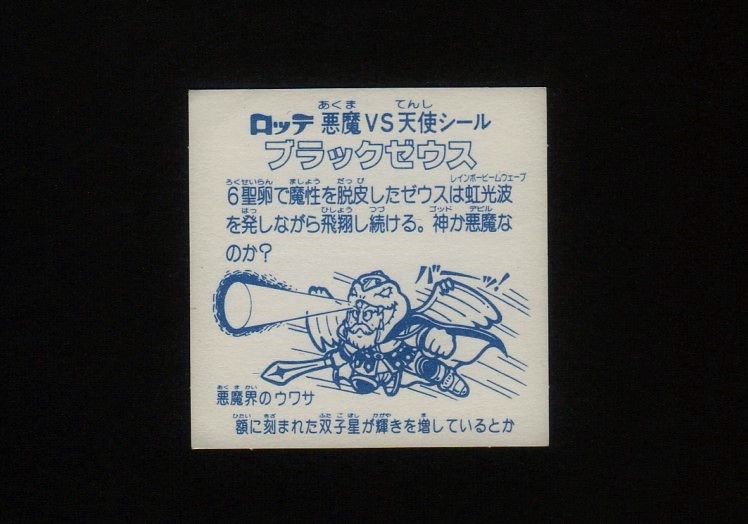 ロッテ 悪魔VS天使シール
ブラックゼウス
6聖卵で魔性を脱皮したゼウスは虹光波
を発しながら飛翔し続ける。神か悪魔な
のか?
バーッ!
悪魔界のウワサ
額に刻まれた双子星が輝きを増しているとか